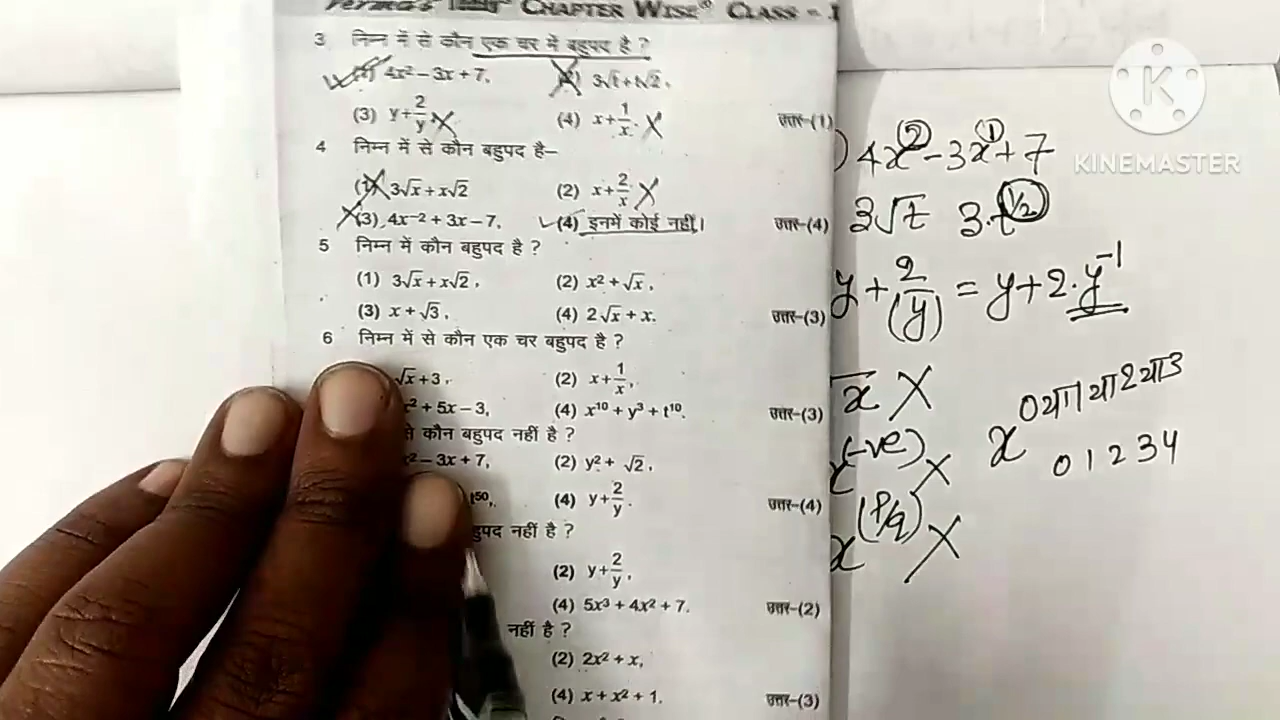 CHAPTER WISE® CLASS - 1
3 निम्न में से कौन एक चर में बहुपद है ?
4x² – 3x + 7, 3√t + t√2,
(3) y + 2/y (4) x + 1/x. उत्तर–(1)
4 निम्न में से कौन बहुपद है–
(1) 3√x + x√2 (2) x + 2/x
(3) 4x⁻² + 3x – 7, (4) इनमें कोई नहीं। उत्तर–(4)
5 निम्न में कौन बहुपद है ?
(1) 3√x + x√2, (2) x² + √x,
(3) x + √3, (4) 2√x + x. उत्तर–(3)
6 निम्न में से कौन एक चर बहुपद है ?
√x + 3, (2) x + 1/x,
x² + 5x – 3, (4) x¹⁰ + y³ + t¹⁰. उत्तर–(3)
से कौन बहुपद नहीं है ?
x² – 3x + 7, (2) y² + √2,
t⁵⁰, (4) y + 2/y. उत्तर–(4)
नहीं है ?
(2) y + 2/y,
(4) 5x³ + 4x² + 7. उत्तर–(2)
नहीं है ?
(2) 2x² + x,
(4) x + x² + 1. उत्तर–(3)
K
KINEMASTER
) 4x² – 3x¹ + 7
3√t 3.t^(1/2)
y + 2/(y) = y + 2.y⁻¹
x X
x^(-ve) X
x^(P/q) X
x^0 या 1 या 2 या 3
0 1 2 3 4